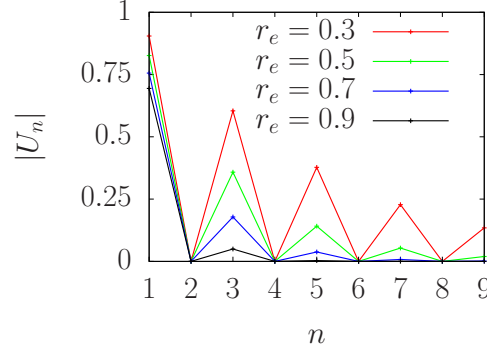 1
0.75
0.5
0.25
0
|U_n|
r_e = 0.3
r_e = 0.5
r_e = 0.7
r_e = 0.9
1 2 3 4 5 6 7 8 9
n